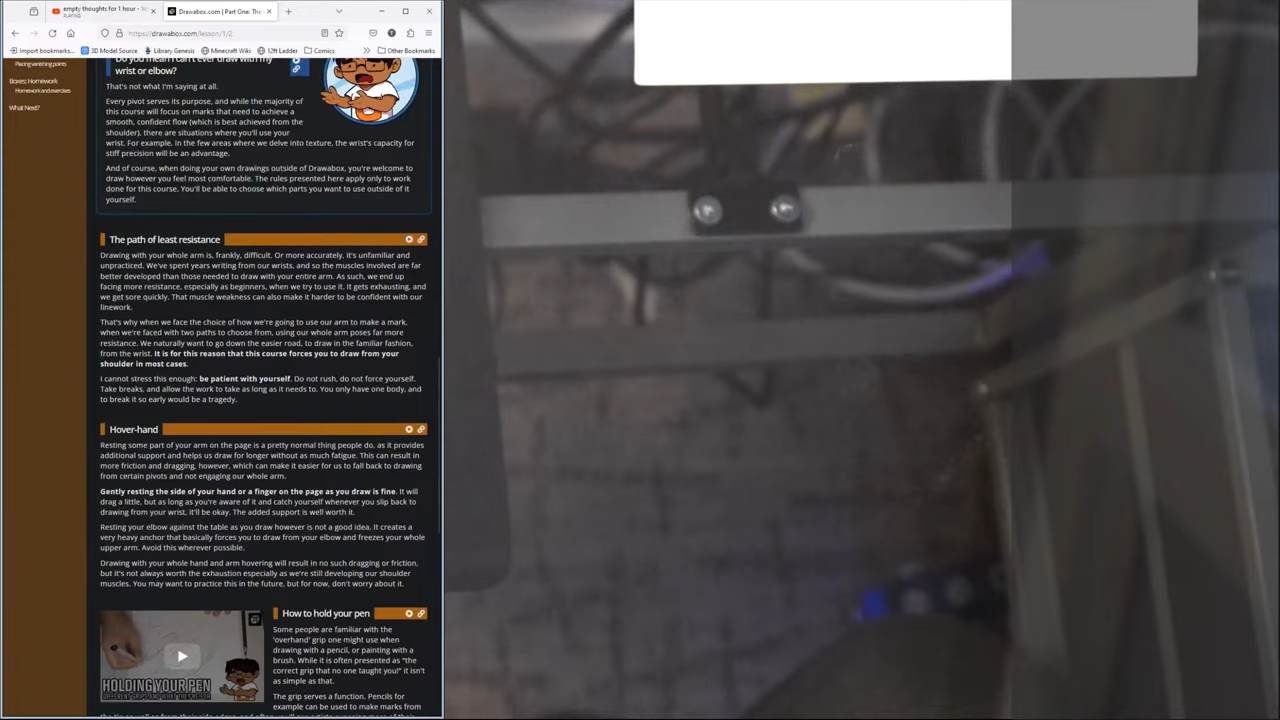 empty thoughts for 1 hour -
PLAYING
Drawabox.com | Part One: The
https://drawabox.com/lesson/1/2
Import bookmarks...
3D Model Source
Library Genesis
Minecraft Wiki
12ft Ladder
Comics
Other Bookmarks
Placing vanishing points
Boxes: Homework
Homework and exercises
What Next?
Do you mean I can't ever draw with my
wrist or elbow?
That's not what I'm saying at all.
Every pivot serves its purpose, and while the majority of
this course will focus on marks that need to achieve a
smooth, confident flow (which is best achieved from the
shoulder), there are situations where you'll use your
wrist. For example, in the few areas where we delve into texture, the wrist's capacity for
stiff precision will be an advantage.
And of course, when doing your own drawings outside of Drawabox, you're welcome to
draw however you feel most comfortable. The rules presented here apply only to work
done for this course. You'll be able to choose which parts you want to use outside of it
yourself.
The path of least resistance
Drawing with your whole arm is, frankly, difficult. Or more accurately, it's unfamiliar and
unpracticed. We've spent years writing from our wrists, and so the muscles involved are far
better developed than those needed to draw with your entire arm. As such, we end up
facing more resistance, especially as beginners, when we try to use it. It gets exhausting, and
we get sore quickly. That muscle weakness can also make it harder to be confident with our
linework.
That's why when we face the choice of how we're going to use our arm to make a mark,
when we're faced with two paths to choose from, using our whole arm poses far more
resistance. We naturally want to go down the easier road, to draw in the familiar fashion,
from the wrist. It is for this reason that this course forces you to draw from your
shoulder in most cases.
I cannot stress this enough: be patient with yourself. Do not rush, do not force yourself.
Take breaks, and allow the work to take as long as it needs to. You only have one body, and
to break it so early would be a tragedy.
Hover-hand
Resting some part of your arm on the page is a pretty normal thing people do, as it provides
additional support and helps us draw for longer without as much fatigue. This can result in
more friction and dragging, however, which can make it easier for us to fall back to drawing
from certain pivots and not engaging our whole arm.
Gently resting the side of your hand or a finger on the page as you draw is fine. It will
drag a little, but as long as you're aware of it and catch yourself whenever you slip back to
drawing from your wrist, it'll be okay. The added support is well worth it.
Resting your elbow against the table as you draw however is not a good idea. It creates a
very heavy anchor that basically forces you to draw from your elbow and freezes your whole
upper arm. Avoid this wherever possible.
Drawing with your whole hand and arm hovering will result in no such dragging or friction,
but it's not always worth the exhaustion especially as we're still developing our shoulder
muscles. You may want to practice this in the future, but for now, don't worry about it.
HOLDING YOUR PEN
DIFFERENT GRIPS AND WHAT THEY'RE FOR
How to hold your pen
Some people are familiar with the
'overhand' grip one might use when
drawing with a pencil, or painting with a
brush. While it is often presented as "the
correct grip that no one taught you!" it isn't
as simple as that.
The grip serves a function. Pencils for
example can be used to make marks from